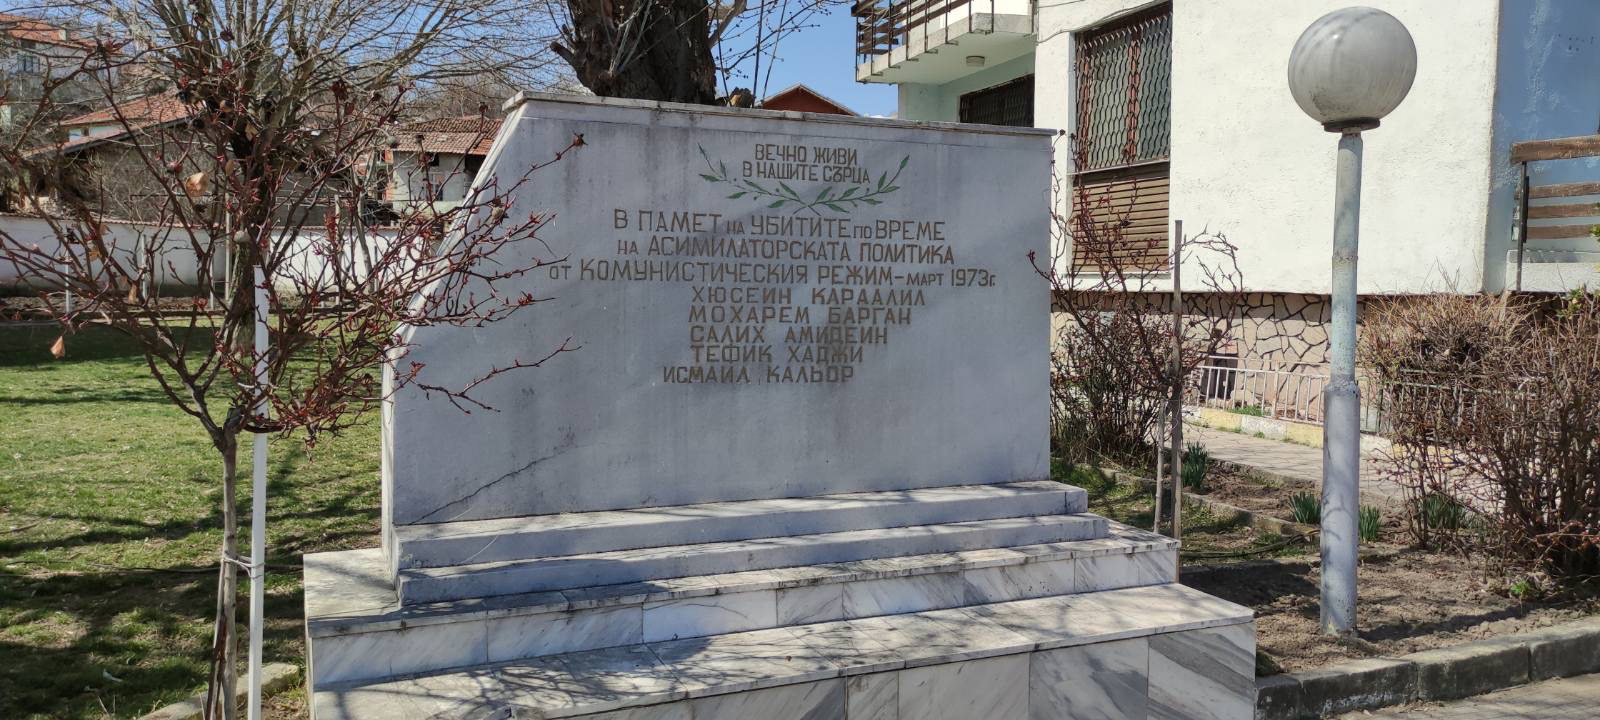 ВЕЧНО ЖИВИ
В НАШИТЕ СЪРЦА
В ПАМЕТ НА УБИТИТЕ ПО ВРЕМЕ
НА АСИМИЛАТОРСКАТА ПОЛИТИКА
ОТ КОМУНИСТИЧЕСКИЯ РЕЖИМ – МАРТ 1973г.
ХЮСЕИН КАРААЛИЛ
МОХАРЕМ БАРГАН
САЛИХ АМИДЕИН
ТЕФИК ХАДЖИ
ИСМАИЛ КАЛЬОР